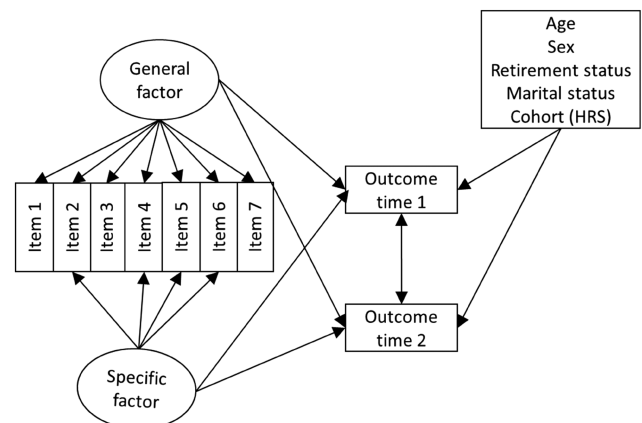 General
factor
Age
Sex
Retirement status
Marital status
Cohort (HRS)
Item 1
Item 2
Item 3
Item 4
Item 5
Item 6
Item 7
Outcome
time 1
Outcome
time 2
Specific
factor